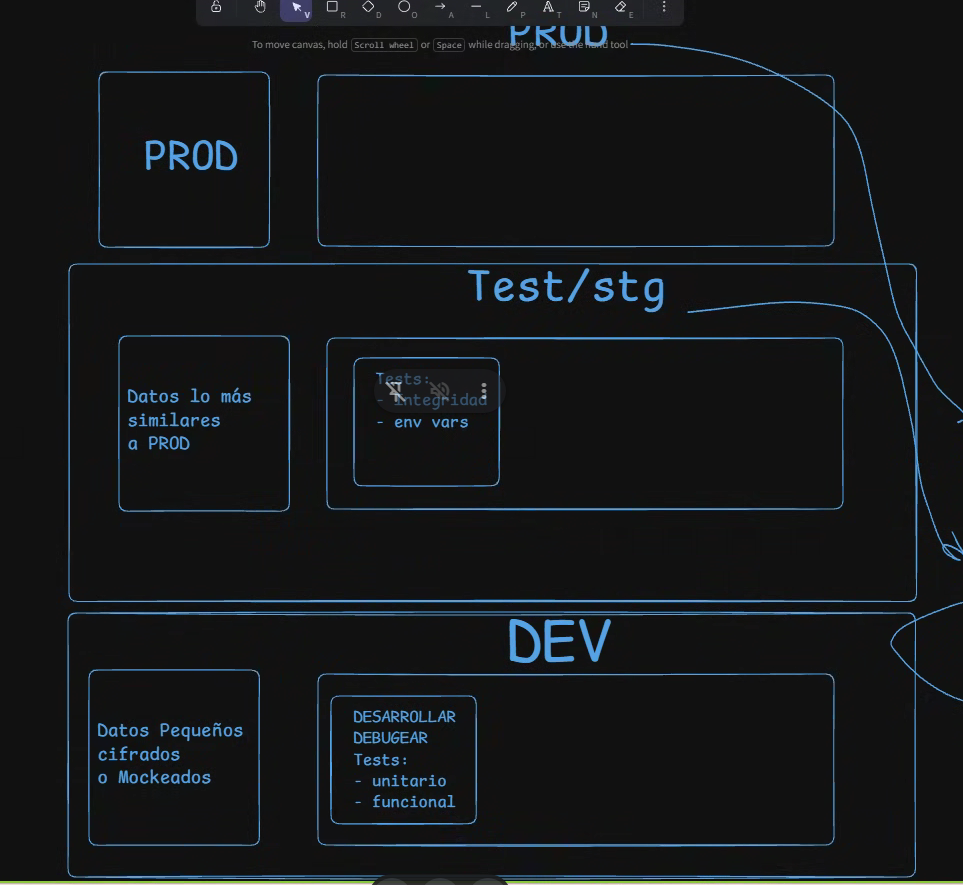 V R D O A L P T N E
To move canvas, hold Scroll wheel or Space while dragging, or use the hand tool
PROD
PROD
Test/stg
Datos lo más
similares
a PROD
Tests:
- integridad
- env vars
DEV
Datos Pequeños
cifrados
o Mockeados
DESARROLLAR
DEBUGEAR
Tests:
- unitario
- funcional